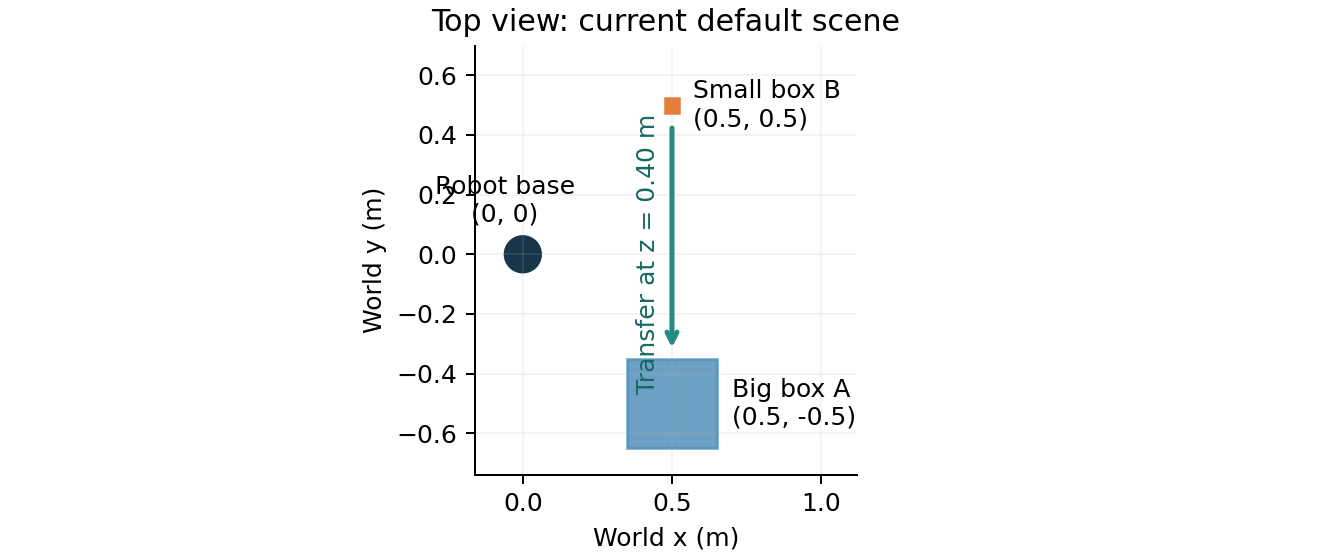 Top view: current default scene
0.6
0.4
0.2
0.0
−0.2
−0.4
−0.6
World y (m)
Robot base
(0, 0)
Transfer at z = 0.40 m
Small box B
(0.5, 0.5)
Big box A
(0.5, -0.5)
0.0
0.5
1.0
World x (m)